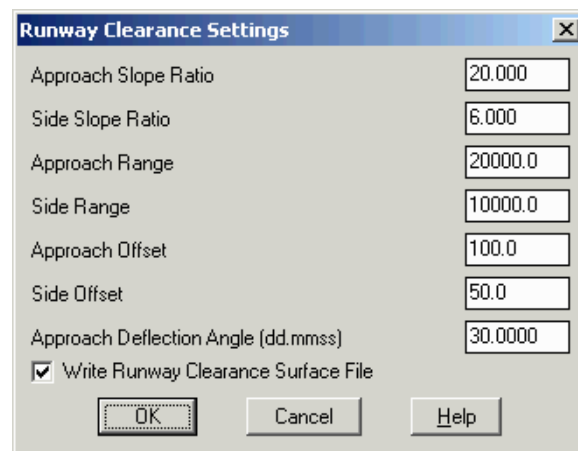 Runway Clearance Settings
Approach Slope Ratio 20.000
Side Slope Ratio 6.000
Approach Range 20000.0
Side Range 10000.0
Approach Offset 100.0
Side Offset 50.0
Approach Deflection Angle (dd.mmss) 30.0000
Write Runway Clearance Surface File
OK Cancel Help